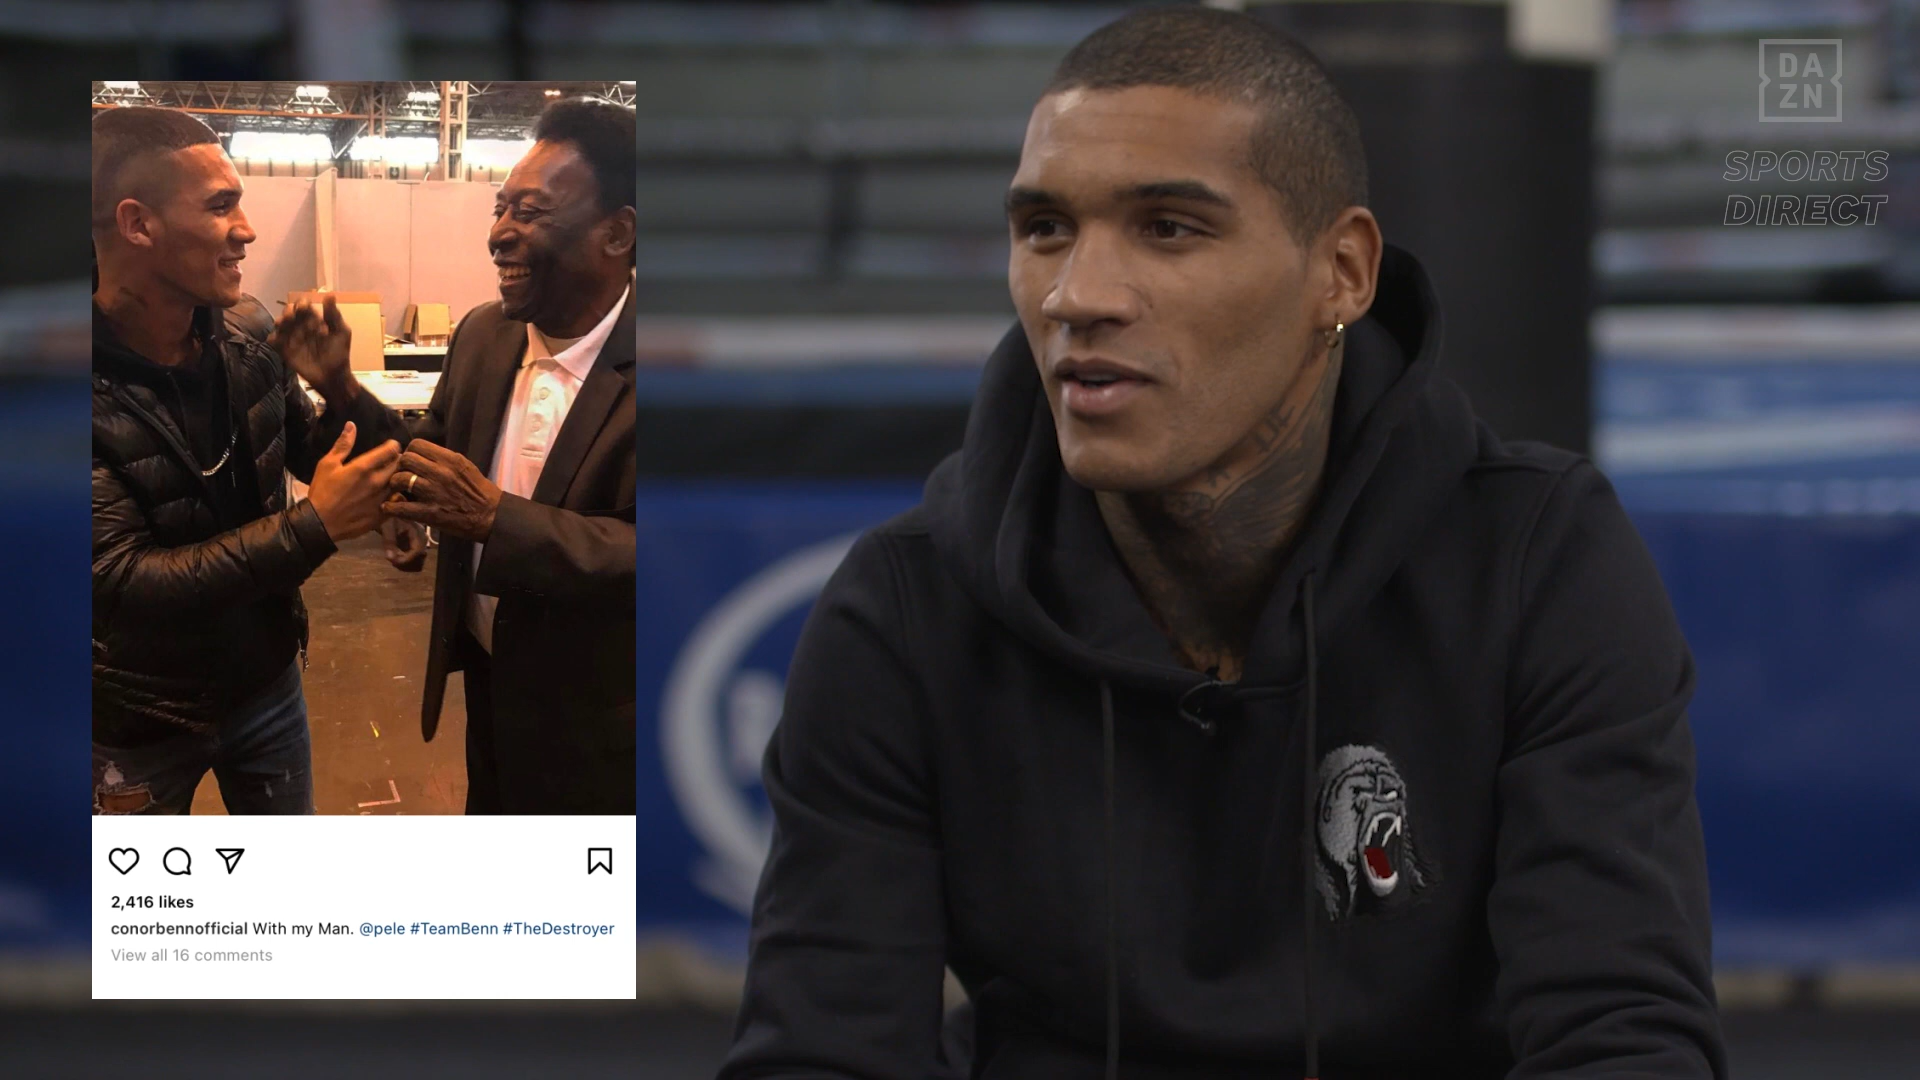 2,416 likes
conorbennofficial With my Man. @pele #TeamBenn #TheDestroyer
View all 16 comments
DA
ZN
SPORTS
DIRECT